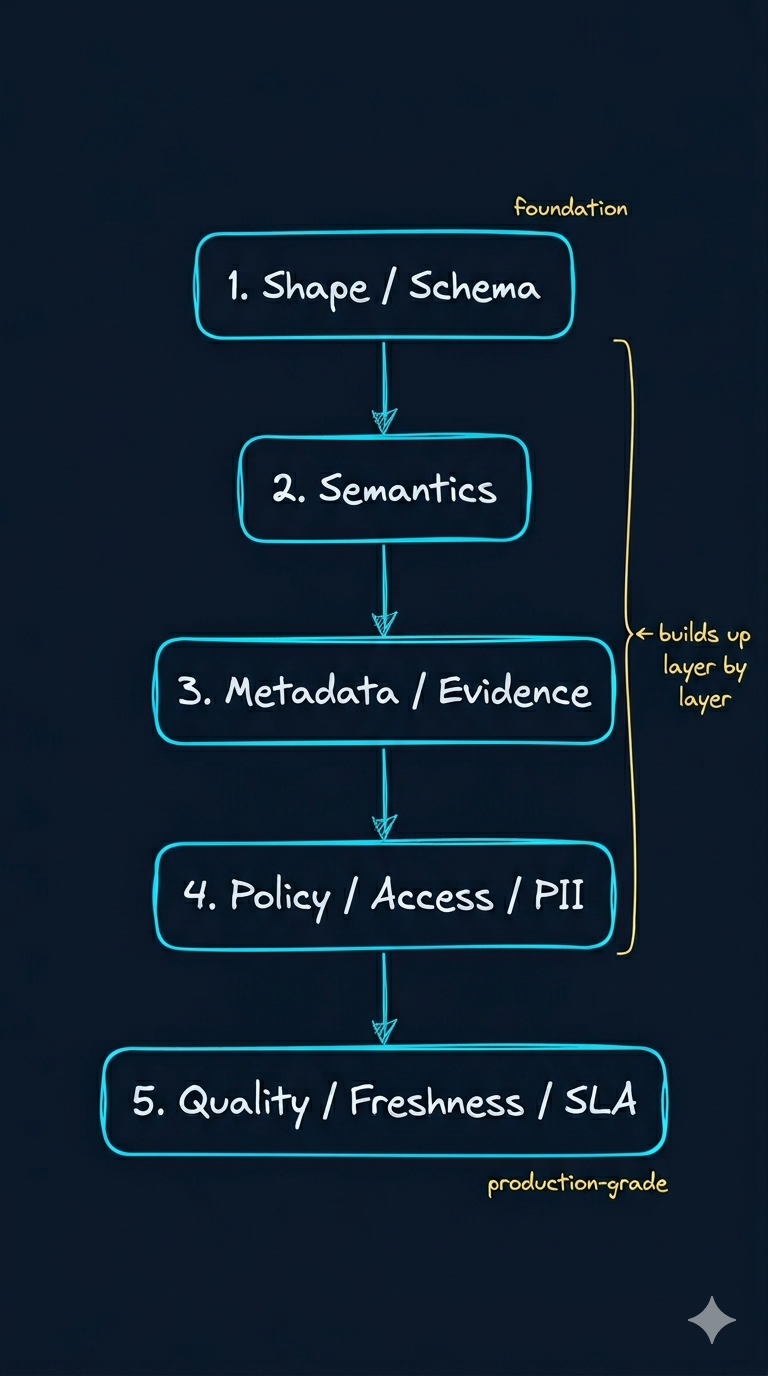 foundation
1. Shape / Schema
2. Semantics
← builds up
layer by
layer
3. Metadata / Evidence
4. Policy / Access / PII
5. Quality / Freshness / SLA
production-grade